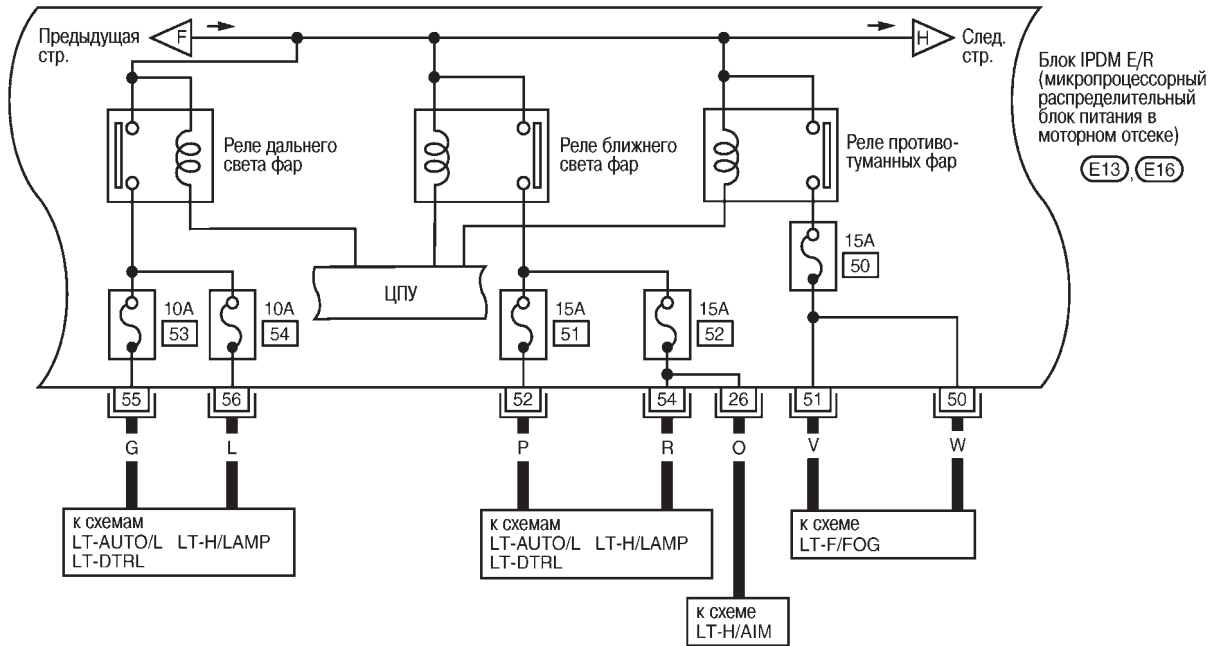 Предыдущая
стр.
F
H
След.
стр.
Блок IPDM E/R
(микропроцессорный
распределительный
блок питания в
моторном отсеке)
E13, E16
Реле дальнего
света фар
Реле ближнего
света фар
Реле противо-
туманных фар
ЦПУ
10A
53
10A
54
15A
51
15A
52
15A
50
55
56
52
54
26
51
50
G
L
P
R
O
V
W
к схемам
LT-AUTO/L LT-H/LAMP
LT-DTRL
к схемам
LT-AUTO/L LT-H/LAMP
LT-DTRL
к схеме
LT-F/FOG
к схеме
LT-H/AIM